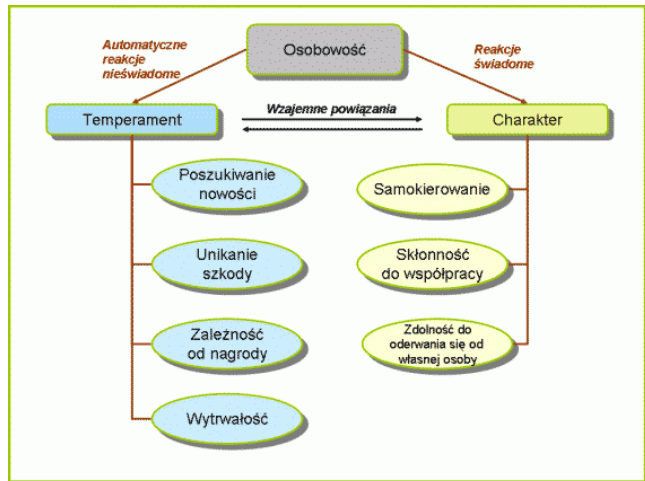 Osobowość
Automatyczne
reakcje
nieświadome
Reakcje
świadome
Temperament
Wzajemne powiązania
Charakter
Poszukiwanie
nowości
Samokierowanie
Unikanie
szkody
Skłonność
do współpracy
Zależność
od nagrody
Zdolność do
oderwania się od
własnej osoby
Wytrwałość